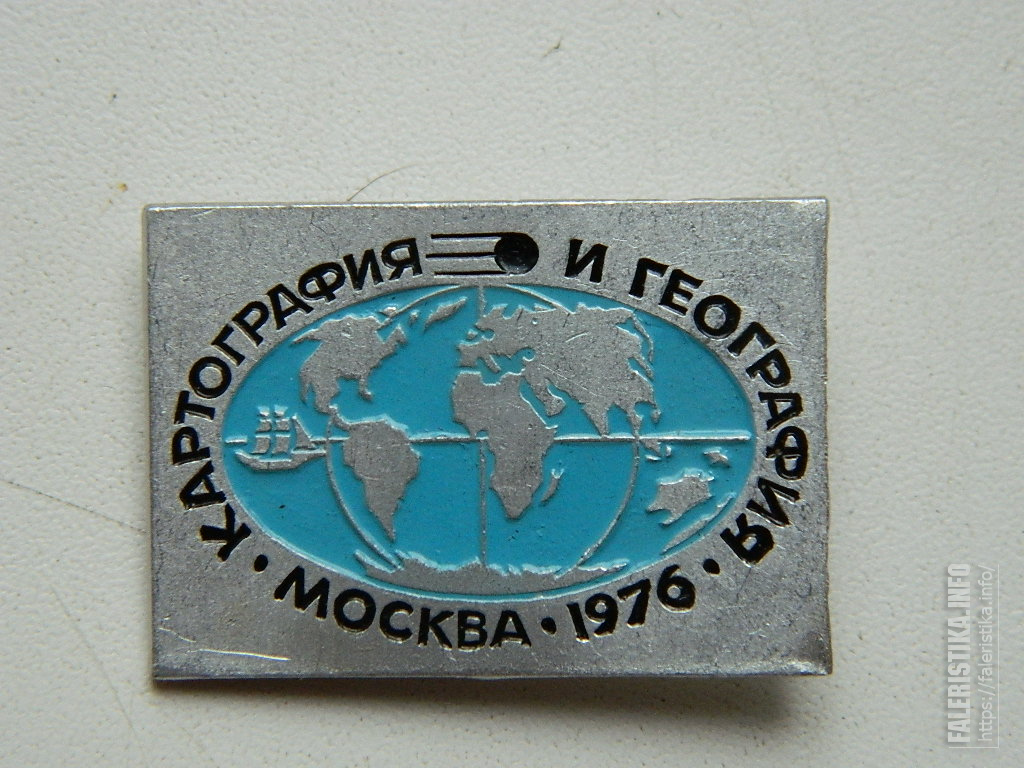 КАРТОГРАФИЯ И ГЕОГРАФИЯ
• МОСКВА • 1976 •
FALERISTIKA.INFO
https://faleristika.info/